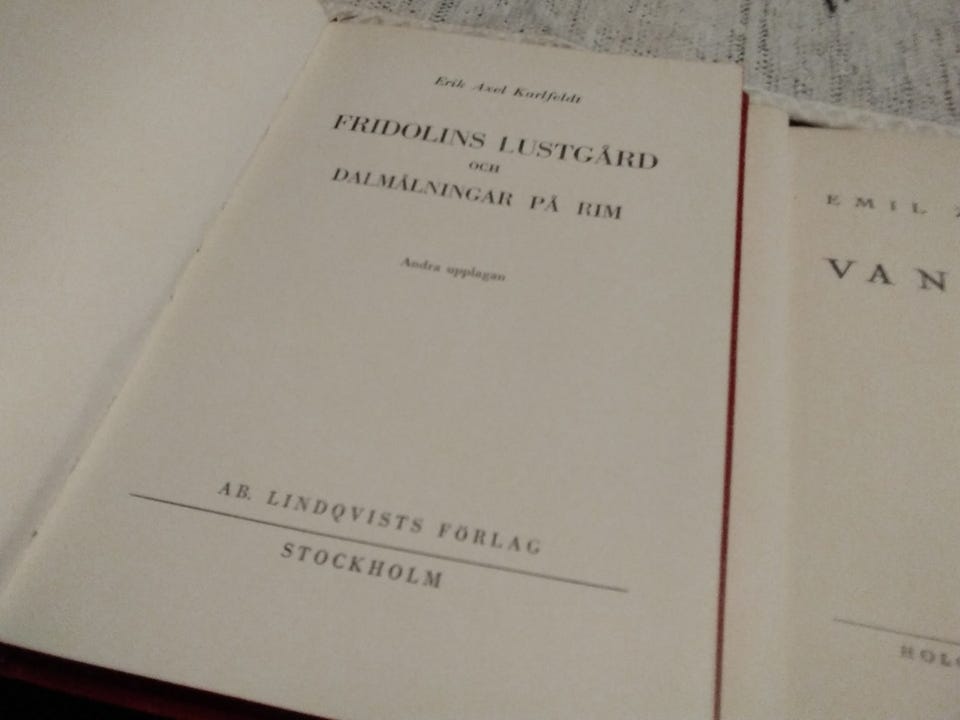 Erik Axel Karlfeldt
FRIDOLINS LUSTGÅRD
OCH
DALMÅLNINGAR PÅ RIM
Andra upplagan
AB. LINDQVISTS FÖRLAG
STOCKHOLM
EMIL
VAN